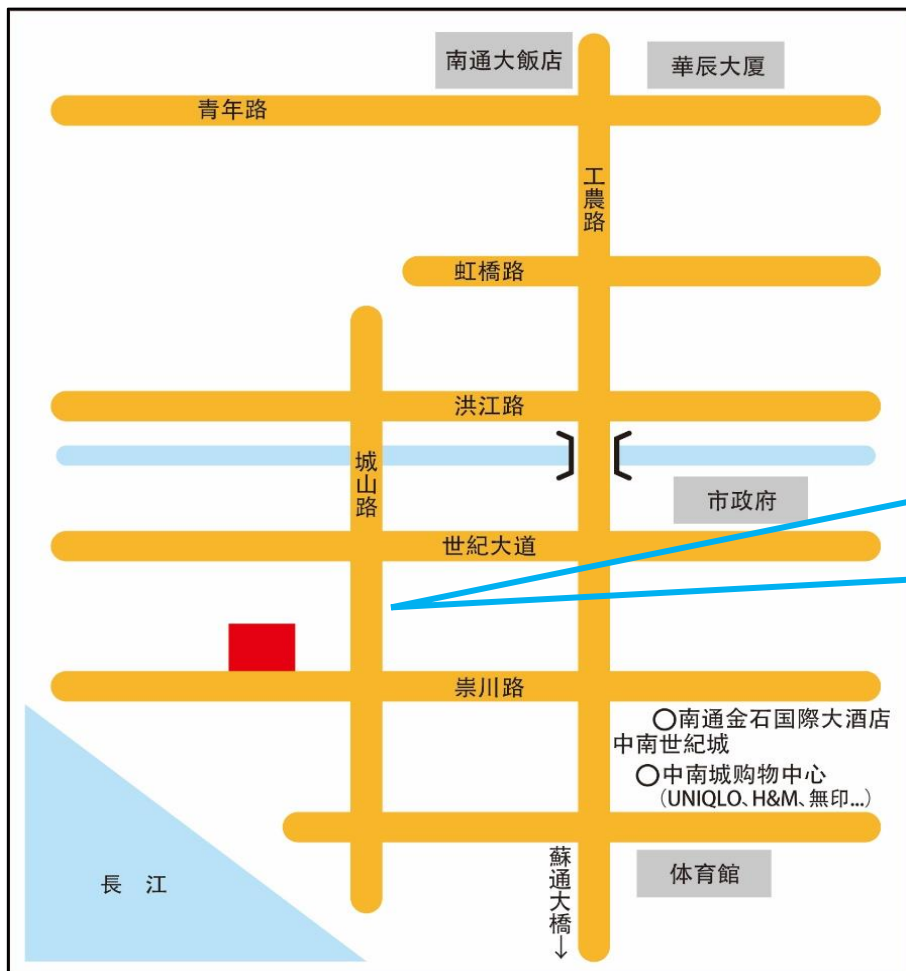 南通大飯店
華辰大厦
青年路
工農路
虹橋路
洪江路
城山路
市政府
世紀大道
崇川路
○南通金石国際大酒店
中南世紀城
○中南城购物中心
(UNIQLO、H&M、無印...)
蘇通大橋→
体育館
長 江